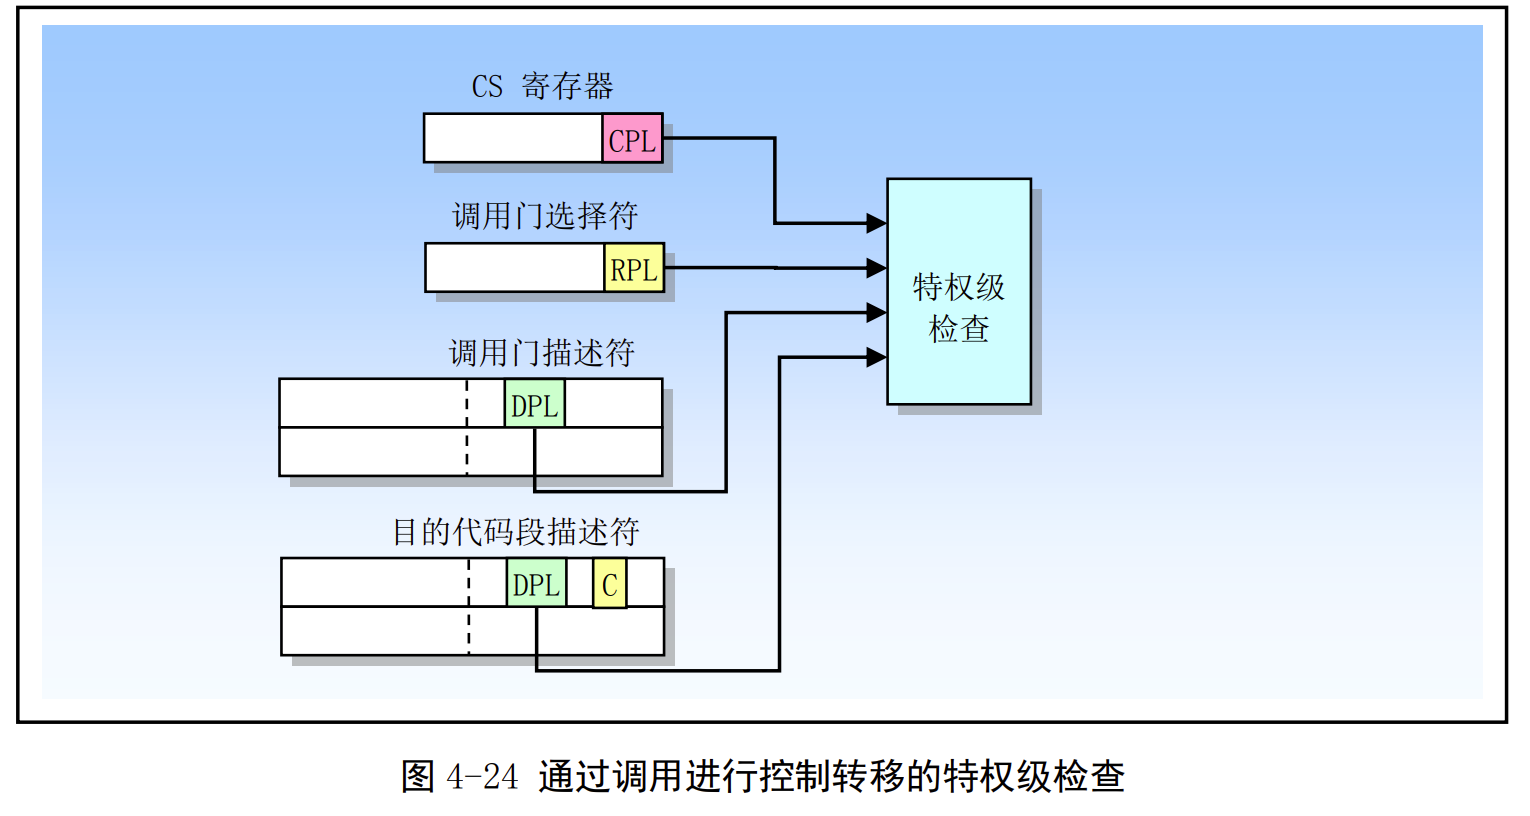 CS 寄存器
CPL
调用门选择符
RPL
特权级
检查
调用门描述符
DPL
目的代码段描述符
DPL
C
图 4-24 通过调用进行控制转移的特权级检查